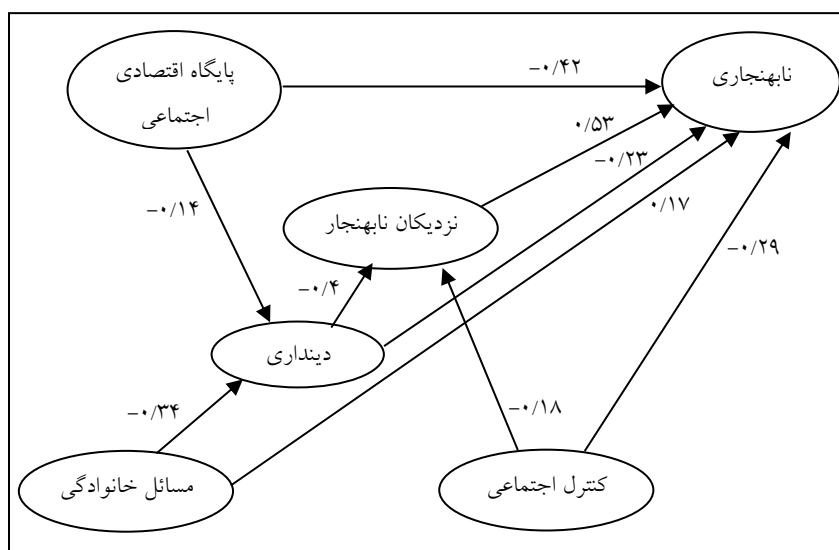 پایگاه اقتصادی
اجتماعی
نابهنجاری
−۰/۴۲
۰/۵۳
−۰/۲۳
۰/۱۷
−۰/۱۴
نزدیکان نابهنجار
−۰/۲۹
−۰/۴
دینداری
−۰/۳۴
−۰/۱۸
مسائل خانوادگی
کنترل اجتماعی